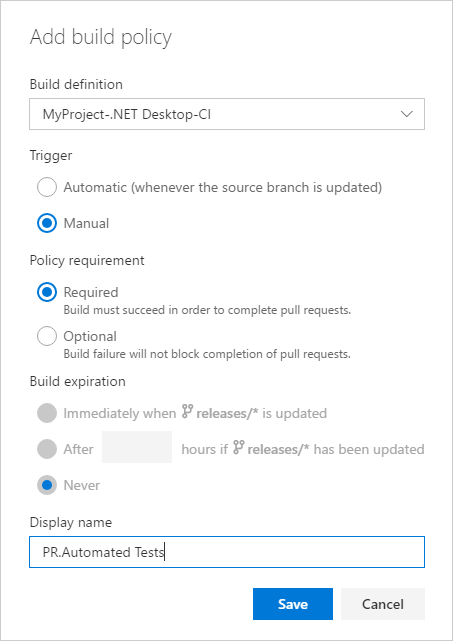 Add build policy
Build definition
MyProject-.NET Desktop-CI
Trigger
Automatic (whenever the source branch is updated)
Manual
Policy requirement
Required
Build must succeed in order to complete pull requests.
Optional
Build failure will not block completion of pull requests.
Build expiration
Immediately when releases/* is updated
After hours if releases/* has been updated
Never
Display name
PR.Automated Tests
Save Cancel